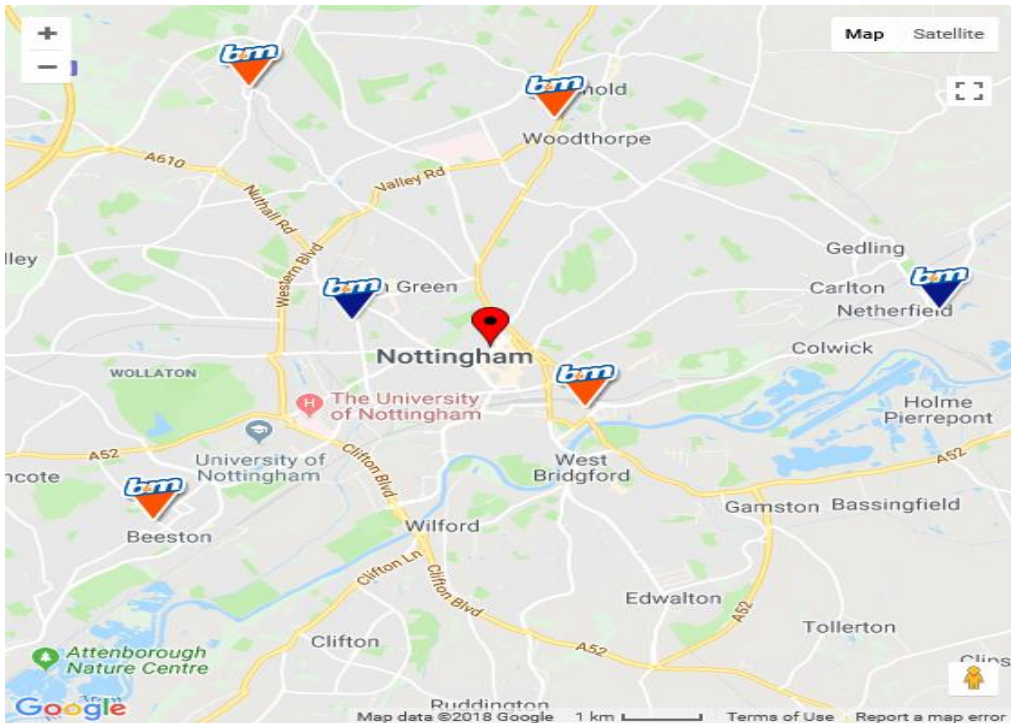 +
−
Map Satellite
b&m
b&m
nold
Woodthorpe
A610
Valley Rd
Nuthall Rd
Western Blvd
lley
Gedling
b&m
b&m
n Green
Carlton
Netherfield
Nottingham
Colwick
WOLLATON
b&m
H
The University
of Nottingham
Holme
Pierrepont
A52
University of
Nottingham
Clifton Blvd
West
Bridgford
A52
ncote
b&m
Gamston
Bassingfield
Beeston
Wilford
Clifton Ln
Clifton Blvd
Edwalton
A52
Clifton
A52
Tollerton
Attenborough
Nature Centre
Clips
Ruddington
Google
Map data ©2018 Google 1 km Terms of Use Report a map error